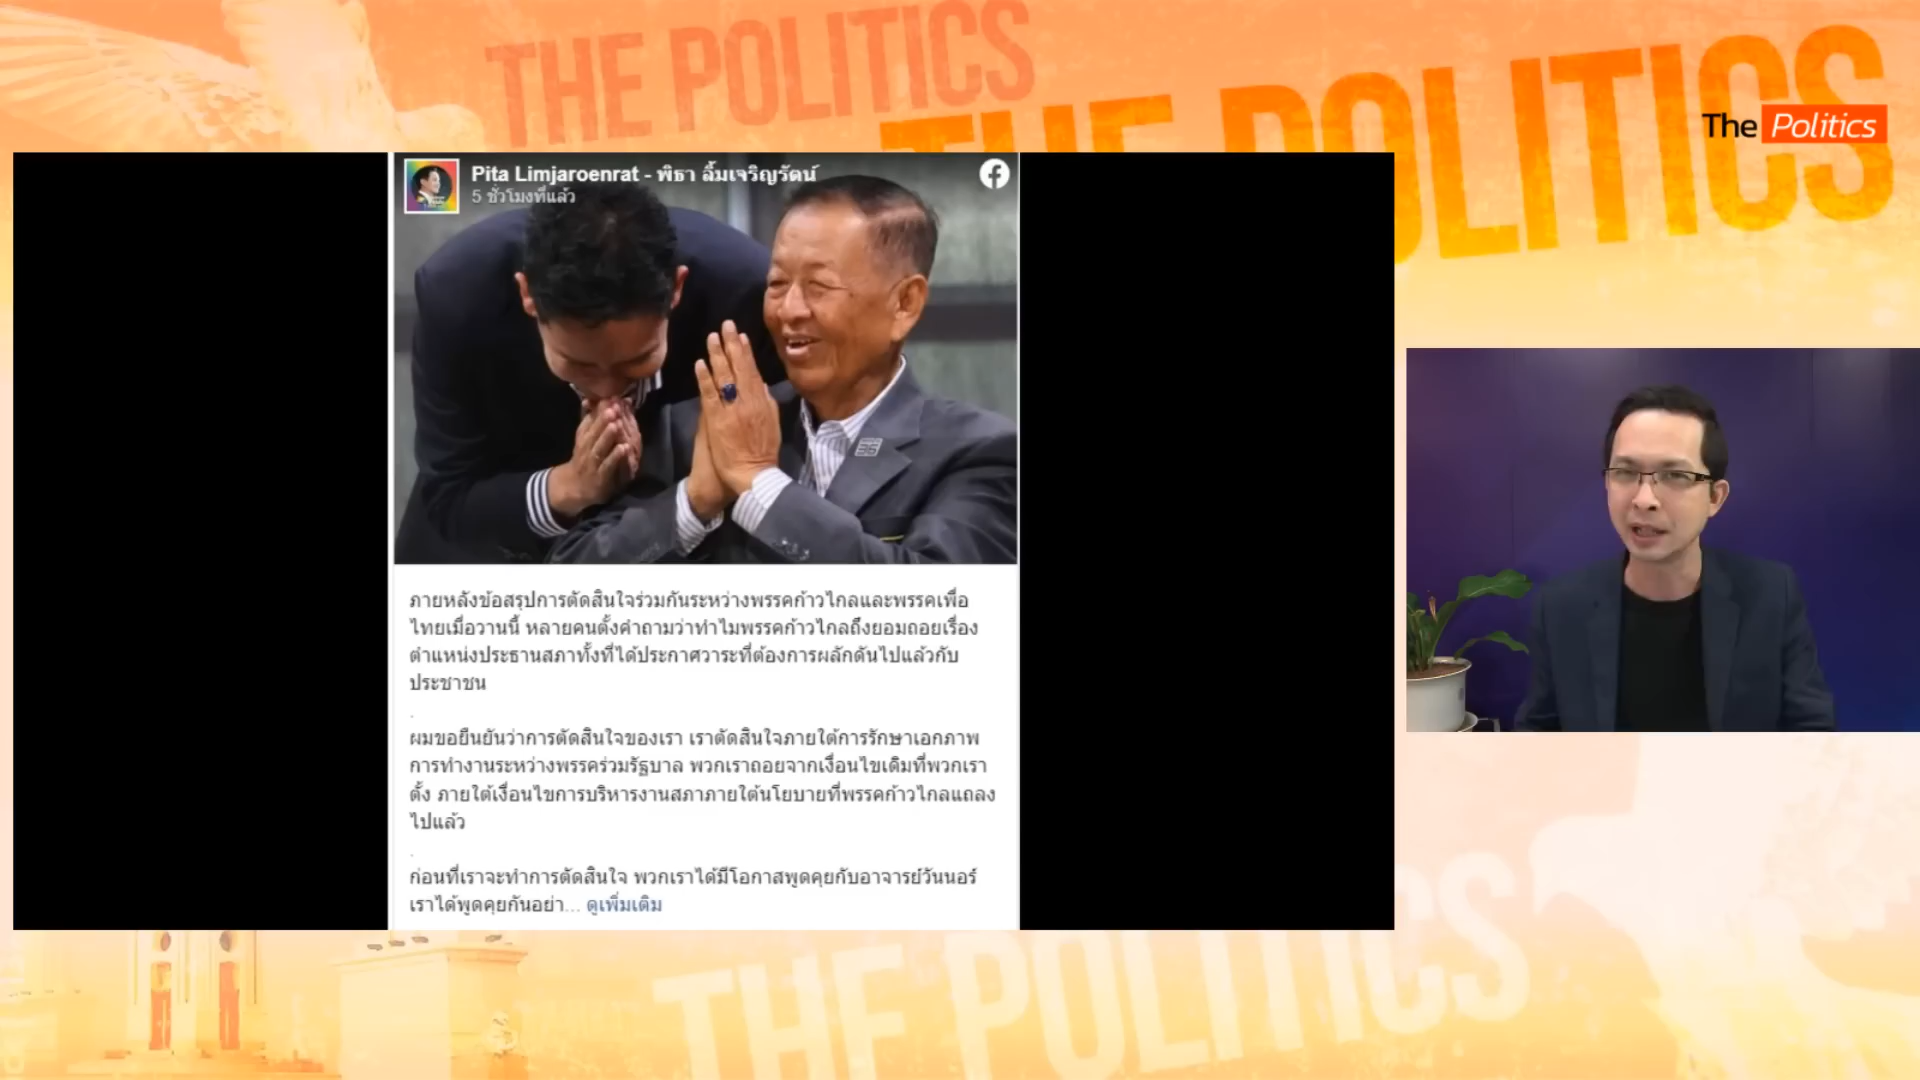 THE POLITICS
THE POLITICS
The Politics
Pita Limjaroenrat - พิธา ลิ้มเจริญรัตน์
5 ชั่วโมงที่แล้ว
ภายหลังข้อสรุปการตัดสินใจร่วมกันระหว่างพรรคก้าวไกลและพรรคเพื่อ
ไทยเมื่อวานนี้ หลายคนตั้งคำถามว่าทำไมพรรคก้าวไกลถึงยอมถอยเรื่อง
ตำแหน่งประธานสภาทั้งที่ได้ประกาศวาระที่ต้องการผลักดันไปแล้วกับ
ประชาชน
.
ผมขอยืนยันว่าการตัดสินใจของเรา เราตัดสินใจภายใต้การรักษาเอกภาพ
การทำงานระหว่างพรรคร่วมรัฐบาล พวกเราถอยจากเงื่อนไขเดิมที่พวกเรา
ตั้ง ภายใต้เงื่อนไขการบริหารงานสภาภายใต้นโยบายที่พรรคก้าวไกลแถลง
ไปแล้ว
.
ก่อนที่เราจะทำการตัดสินใจ พวกเราได้มีโอกาสพูดคุยกับอาจารย์วันนอร์
เราได้พูดคุยกันอย่า... ดูเพิ่มเติม
THE POLITICS